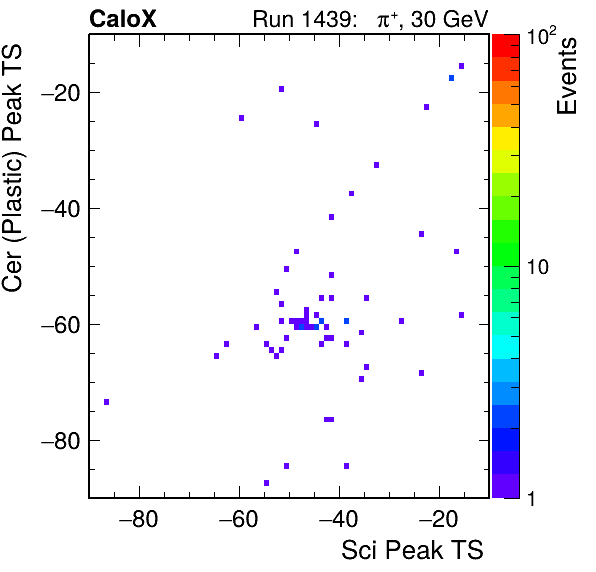 CaloX Run 1439: π⁺, 30 GeV
Cer (Plastic) Peak TS
−20
−40
−60
−80
−80 −60 −40 −20
Sci Peak TS
10²
10
1
Events